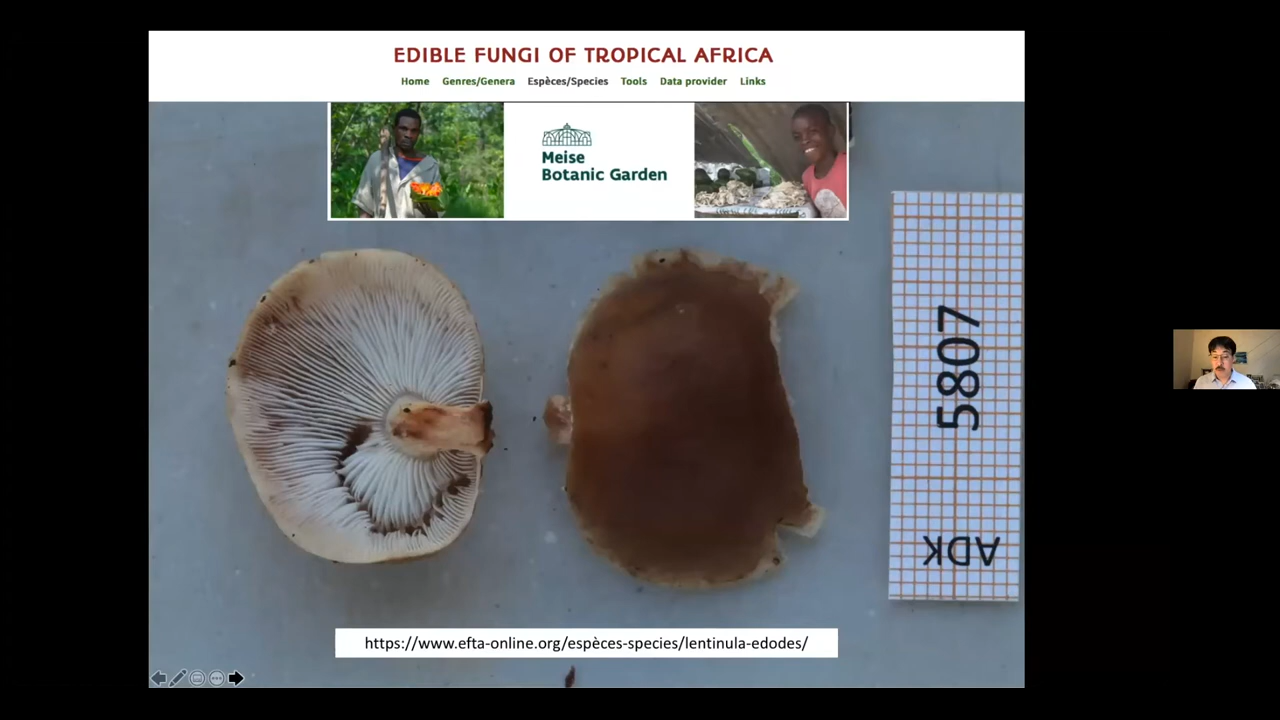 EDIBLE FUNGI OF TROPICAL AFRICA
Home Genres/Genera Espèces/Species Tools Data provider Links
Meise
Botanic Garden
5807
ADK
https://www.efta-online.org/espèces-species/lentinula-edodes/